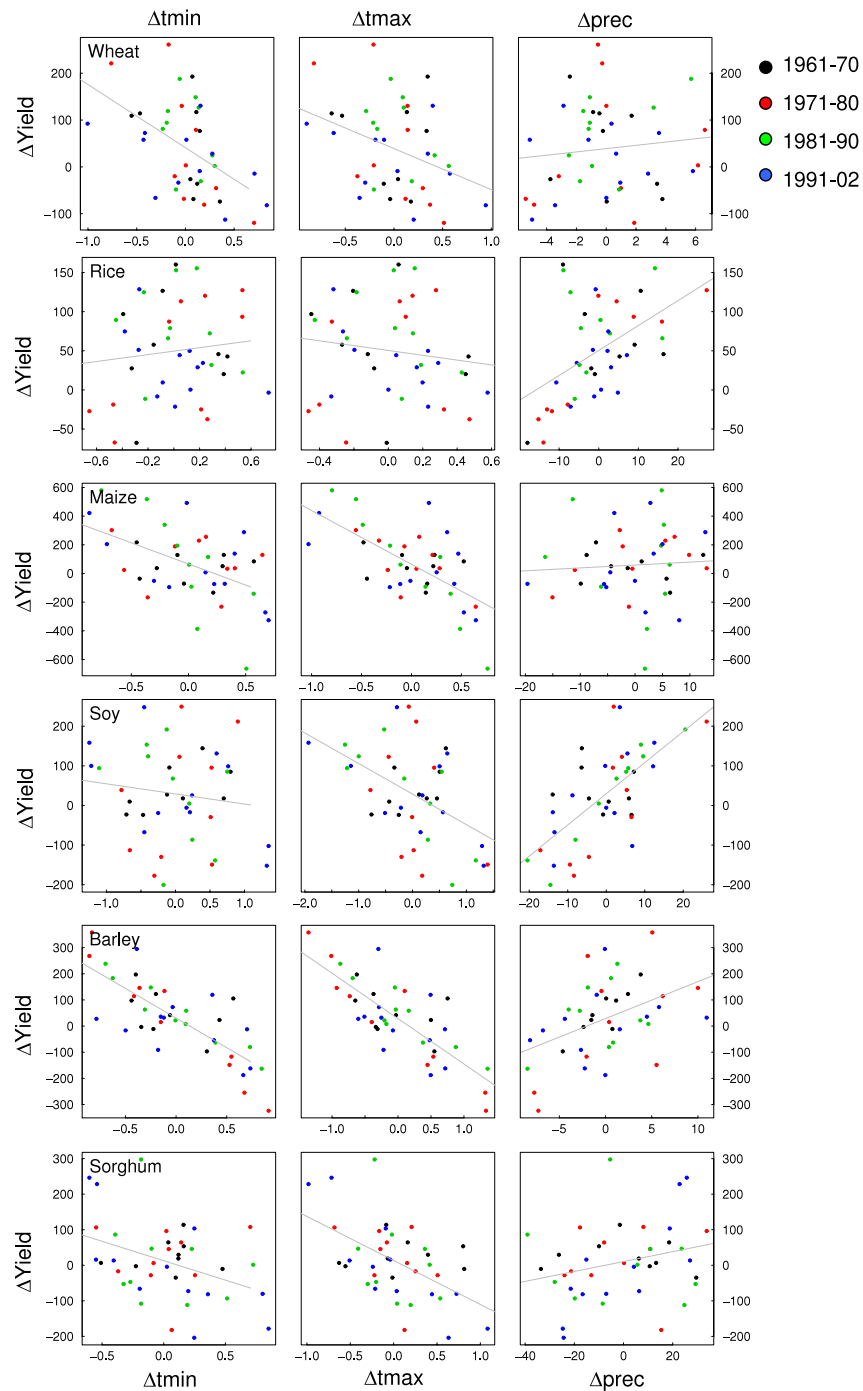 Δtmin Δtmax Δprec
Wheat
ΔYield
200
100
0
−100
−1.0 −0.5 0.0 0.5
−0.5 0.0 0.5 1.0
−6 −4 −2 0 2 4 6
200
100
0
−100
1961-70
1971-80
1981-90
1991-02
Rice
ΔYield
150
100
50
0
−50
−0.6 −0.2 0.2 0.6
−0.4 −0.2 0.0 0.2 0.4 0.6
−10 0 10 20
150
100
50
0
−50
Maize
ΔYield
600
400
200
0
−200
−400
−600
−0.5 0.0 0.5
−1.0 −0.5 0.0 0.5
−20 −15 −10 −5 0 5 10
600
400
200
0
−200
−400
−600
Soy
ΔYield
200
100
0
−100
−200
−1.0 0.0 0.5 1.0
−2.0 −1.0 0.0 0.5 1.0 1.5
−20 −10 0 10 20
200
100
0
−100
−200
Barley
ΔYield
300
200
100
0
−100
−200
−300
−0.5 0.0 0.5
−1.0 −0.5 0.0 0.5 1.0
−5 0 5 10
300
200
100
0
−100
−200
−300
Sorghum
ΔYield
300
200
100
0
−100
−200
−0.5 0.0 0.5
−1.0 −0.5 0.0 0.5 1.0
−40 −20 0 20
300
200
100
0
−100
−200
Δtmin Δtmax Δprec